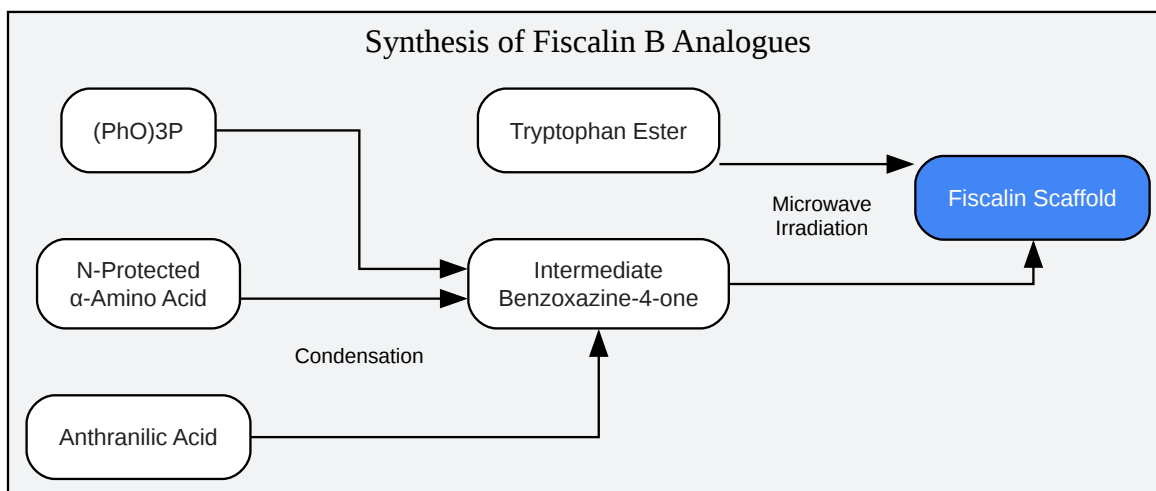 Synthesis of Fiscalin B Analogues
(PhO)3P
Tryptophan Ester
Microwave
Irradiation
Fiscalin Scaffold
N-Protected
α-Amino Acid
Intermediate
Benzoxazine-4-one
Condensation
Anthranilic Acid